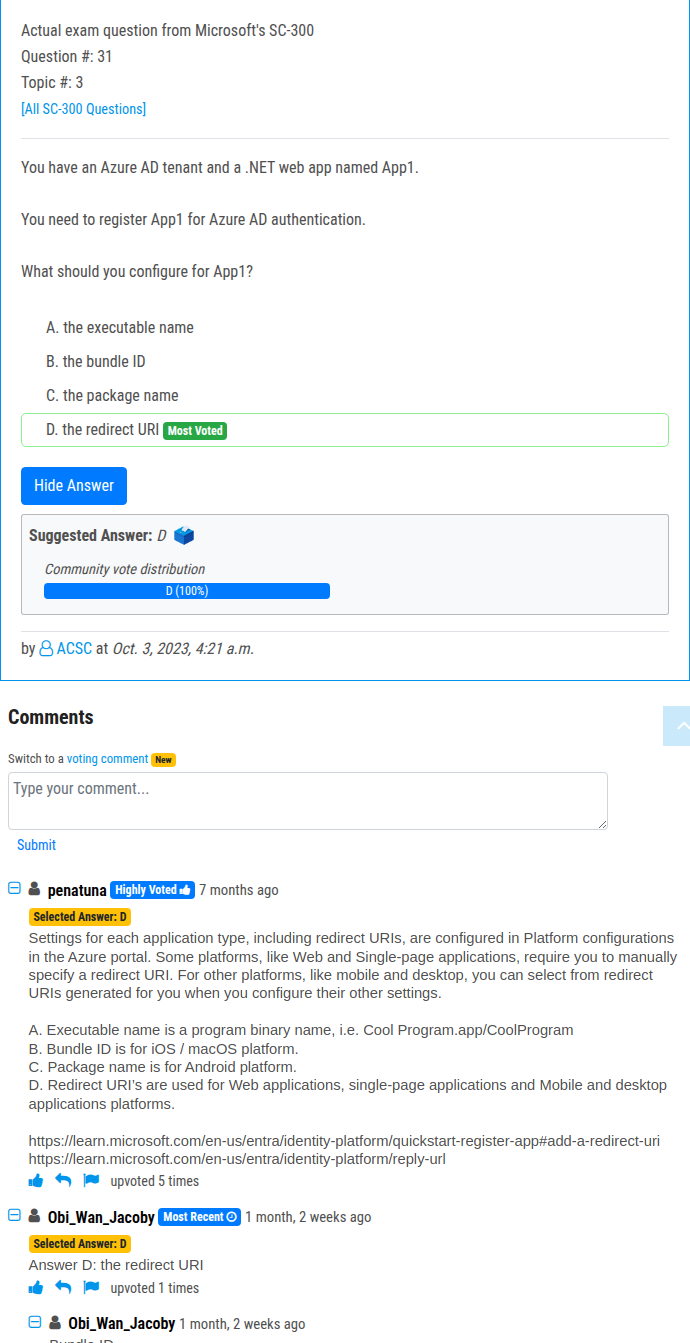 Actual exam question from Microsoft's SC-300
Question #: 31
Topic #: 3
[All SC-300 Questions]
You have an Azure AD tenant and a .NET web app named App1.
You need to register App1 for Azure AD authentication.
What should you configure for App1?
A. the executable name
B. the bundle ID
C. the package name
D. the redirect URI Most Voted
Hide Answer
Suggested Answer: D
Community vote distribution
D (100%)
by ACSC at Oct. 3, 2023, 4:21 a.m.
Comments
Switch to a voting comment New
Type your comment...
Submit
penatuna Highly Voted 7 months ago
Selected Answer: D
Settings for each application type, including redirect URIs, are configured in Platform configurations
in the Azure portal. Some platforms, like Web and Single-page applications, require you to manually
specify a redirect URI. For other platforms, like mobile and desktop, you can select from redirect
URIs generated for you when you configure their other settings.
A. Executable name is a program binary name, i.e. Cool Program.app/CoolProgram
B. Bundle ID is for iOS / macOS platform.
C. Package name is for Android platform.
D. Redirect URI's are used for Web applications, single-page applications and Mobile and desktop
applications platforms.
https://learn.microsoft.com/en-us/entra/identity-platform/quickstart-register-app#add-a-redirect-uri
https://learn.microsoft.com/en-us/entra/identity-platform/reply-url
upvoted 5 times
Obi_Wan_Jacoby Most Recent 1 month, 2 weeks ago
Selected Answer: D
Answer D: the redirect URI
upvoted 1 times
Obi_Wan_Jacoby 1 month, 2 weeks ago
Bundle ID